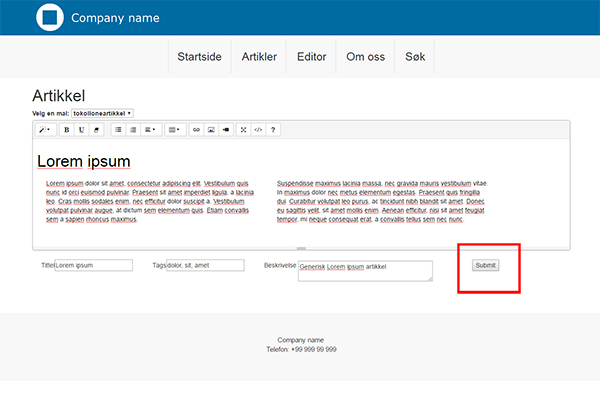 Company name
Startside Artikler Editor Om oss Søk
Artikkel
Velg en mal: tokolloneartikkel
B U ?
Lorem ipsum
Lorem ipsum dolor sit amet, consectetur adipiscing elit. Vestibulum quis
nunc id orci euismod pulvinar. Praesent sit amet imperdiet ligula, a lacinia
leo. Cras mollis sodales enim, nec efficitur dolor suscipit a. Vestibulum
volutpat pulvinar augue, at dictum sem elementum quis. Etiam convallis
sem a sapien rhoncus maximus.
Suspendisse maximus lacinia massa, nec gravida mauris vestibulum vitae.
In maximus dolor nec metus elementum egestas. Praesent quis fringilla
dui. Curabitur volutpat leo purus, ac tincidunt nibh blandit sit amet. Donec
eu sagittis velit, sit amet mollis enim. Aenean efficitur, nisi sit amet feugiat
tempor, mi neque consequat erat, a convallis tellus sem nec nunc.
Tittel Lorem ipsum Tags dolor, sit, amet Beskrivelse Generisk Lorem ipsum artikkel Submit
Company name
Telefon: +99 999 99 999